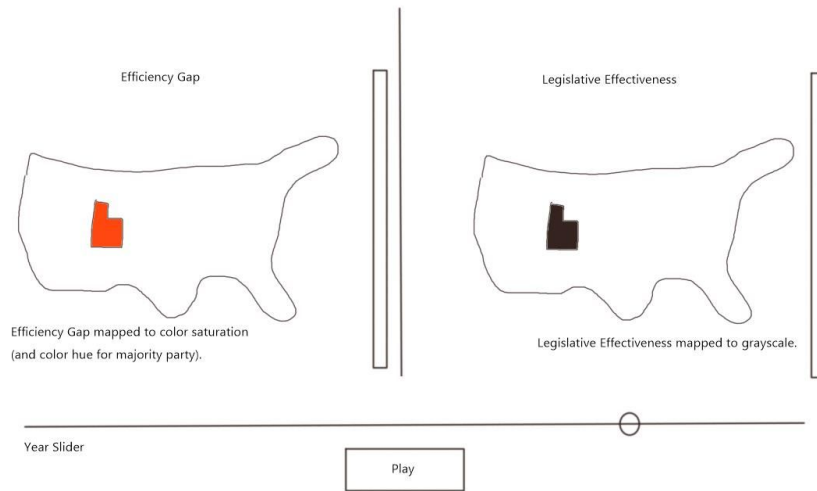 Efficiency Gap
Legislative Effectiveness
Efficiency Gap mapped to color saturation
(and color hue for majority party).
Legislative Effectiveness mapped to grayscale.
Year Slider
Play